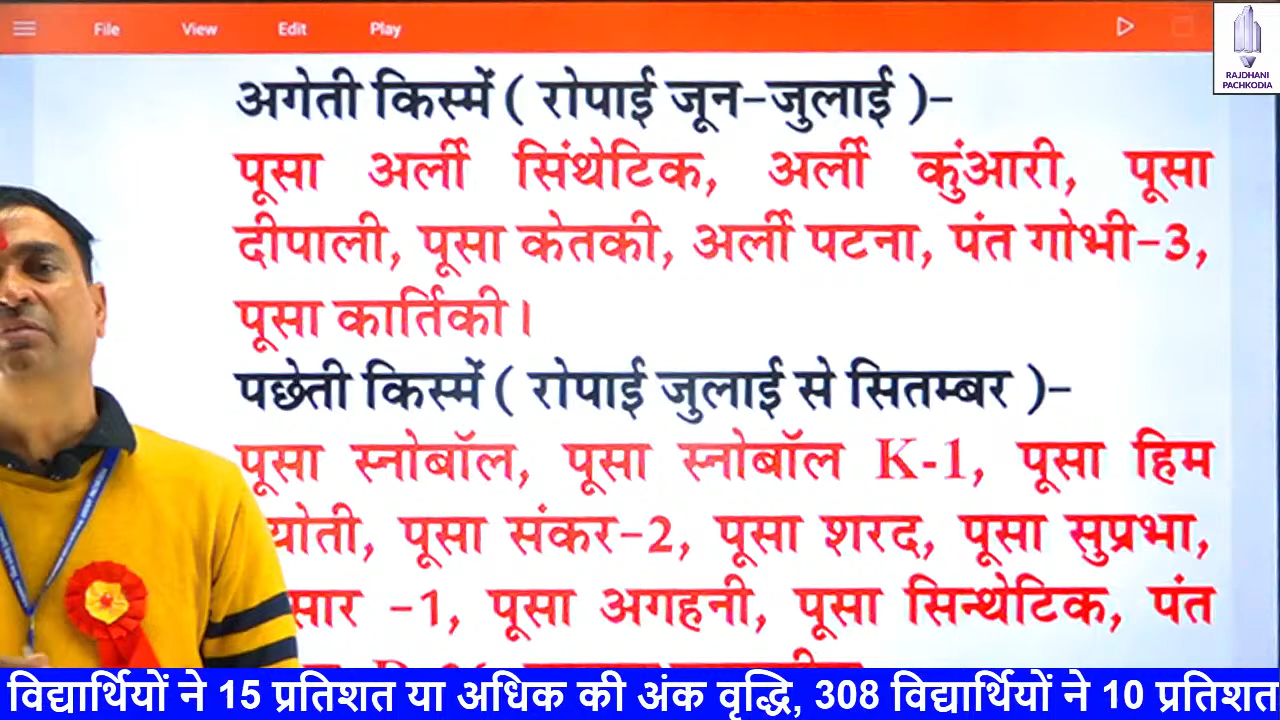 File View Edit Play
RAJDHANI
PACHKODIA
अगेती किस्में ( रोपाई जून-जुलाई )-
पूसा अर्ली सिंथेटिक, अर्ली कुंआरी, पूसा
दीपाली, पूसा केतकी, अर्ली पटना, पंत गोभी-3,
पूसा कार्तिकी।
पछेती किस्में ( रोपाई जुलाई से सितम्बर )-
पूसा स्नोबॉल, पूसा स्नोबॉल K-1, पूसा हिम
योती, पूसा संकर-2, पूसा शरद, पूसा सुप्रभा,
सार -1, पूसा अगहनी, पूसा सिन्थेटिक, पंत
विद्यार्थियों ने 15 प्रतिशत या अधिक की अंक वृद्धि, 308 विद्यार्थियों ने 10 प्रतिशत